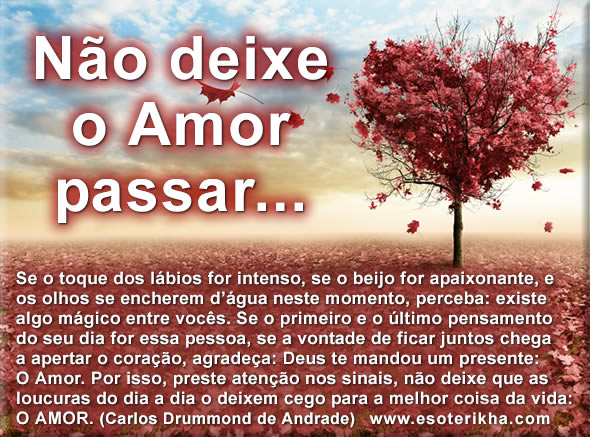 Não deixe
o Amor
passar...
Se o toque dos lábios for intenso, se o beijo for apaixonante, e
os olhos se encherem d'água neste momento, perceba: existe
algo mágico entre vocês. Se o primeiro e o último pensamento
do seu dia for essa pessoa, se a vontade de ficar juntos chega
a apertar o coração, agradeça: Deus te mandou um presente:
O Amor. Por isso, preste atenção nos sinais, não deixe que as
loucuras do dia a dia o deixem cego para a melhor coisa da vida:
O AMOR. (Carlos Drummond de Andrade) www.esoterikha.com